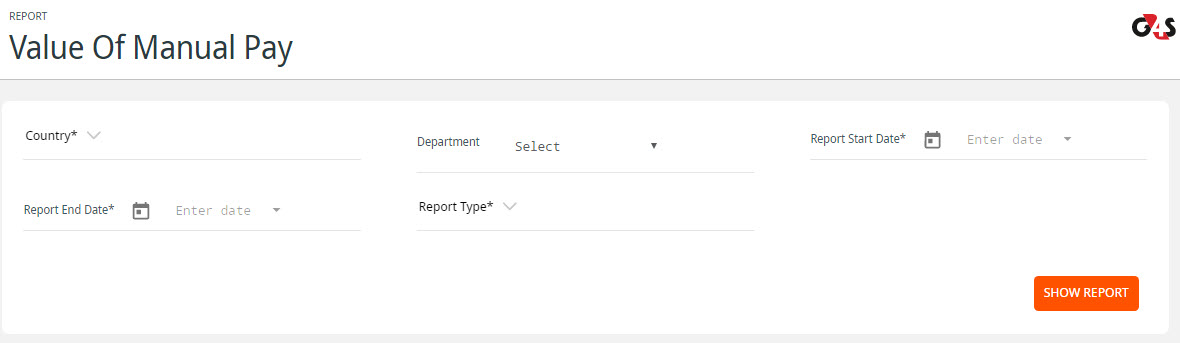 REPORT
Value Of Manual Pay
G4S
Country*
Department Select
Report Start Date* Enter date
Report End Date* Enter date
Report Type*
SHOW REPORT